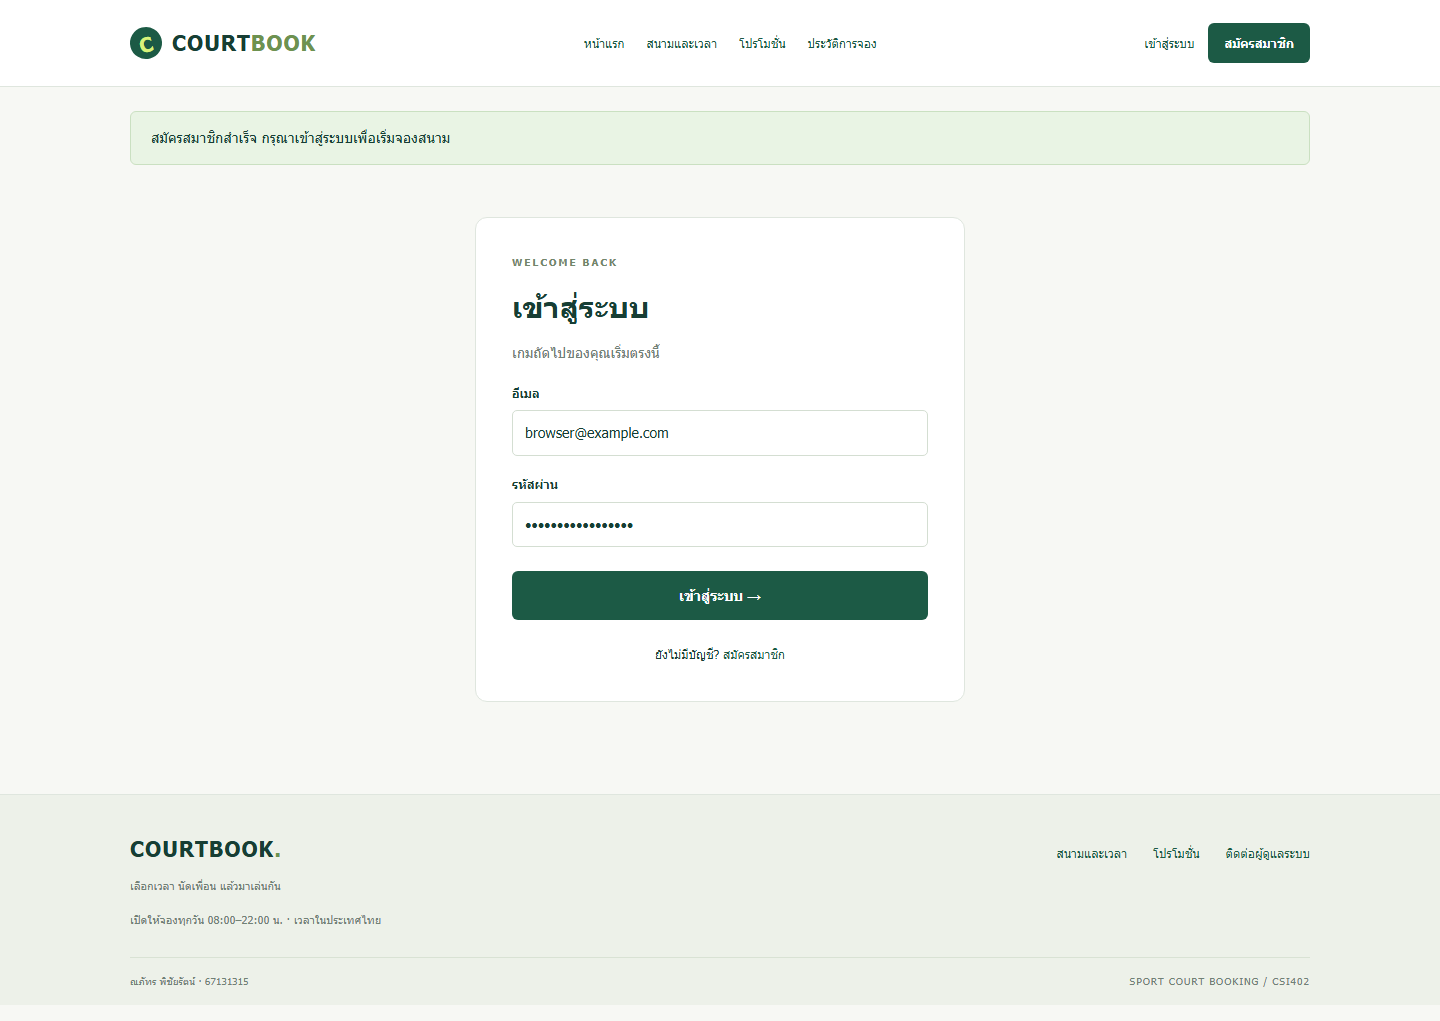 C COURTBOOK
หน้าแรก สนามและเวลา โปรโมชั่น ประวัติการจอง
เข้าสู่ระบบ สมัครสมาชิก
สมัครสมาชิกสำเร็จ กรุณาเข้าสู่ระบบเพื่อเริ่มจองสนาม
WELCOME BACK
เข้าสู่ระบบ
เกมถัดไปของคุณเริ่มตรงนี้
อีเมล
browser@example.com
รหัสผ่าน
•••••••••••••••••
เข้าสู่ระบบ →
ยังไม่มีบัญชี? สมัครสมาชิก
COURTBOOK.
สนามและเวลา โปรโมชั่น ติดต่อผู้ดูแลระบบ
เลือกเวลา นัดเพื่อน แล้วมาเล่นกัน
เปิดให้จองทุกวัน 08:00–22:00 น. · เวลาในประเทศไทย
ณภัทร พิชัยรัตน์ · 67131315
SPORT COURT BOOKING / CSI402